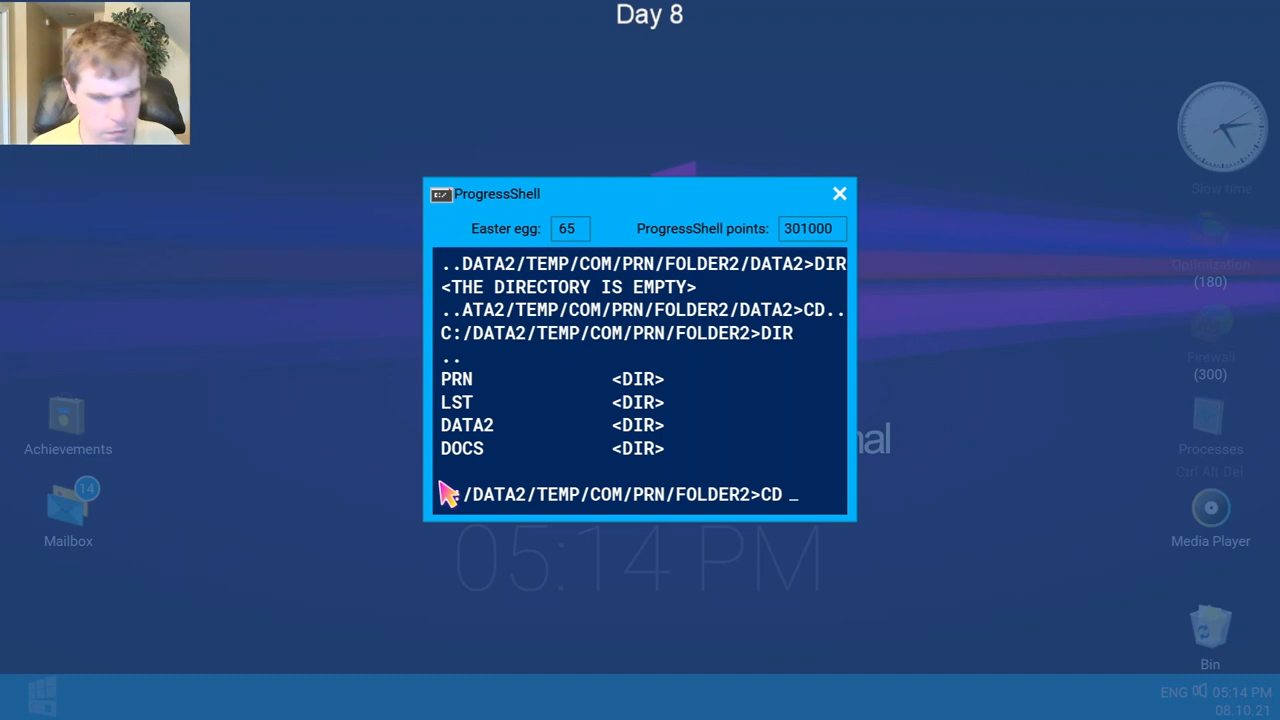 Day 8
ProgressShell
Easter egg: 65 ProgressShell points: 301000
..DATA2/TEMP/COM/PRN/FOLDER2/DATA2>DIR
<THE DIRECTORY IS EMPTY>
..ATA2/TEMP/COM/PRN/FOLDER2/DATA2>CD..
C:/DATA2/TEMP/COM/PRN/FOLDER2>DIR
..
PRN <DIR>
LST <DIR>
DATA2 <DIR>
DOCS <DIR>
/DATA2/TEMP/COM/PRN/FOLDER2>CD _
Achievements
14
Mailbox
nal
05:14 PM
Slow time
Optimization
(180)
Firewall
(300)
Processes
Ctrl Alt Del
Media Player
Bin
ENG 05:14 PM
08.10.21